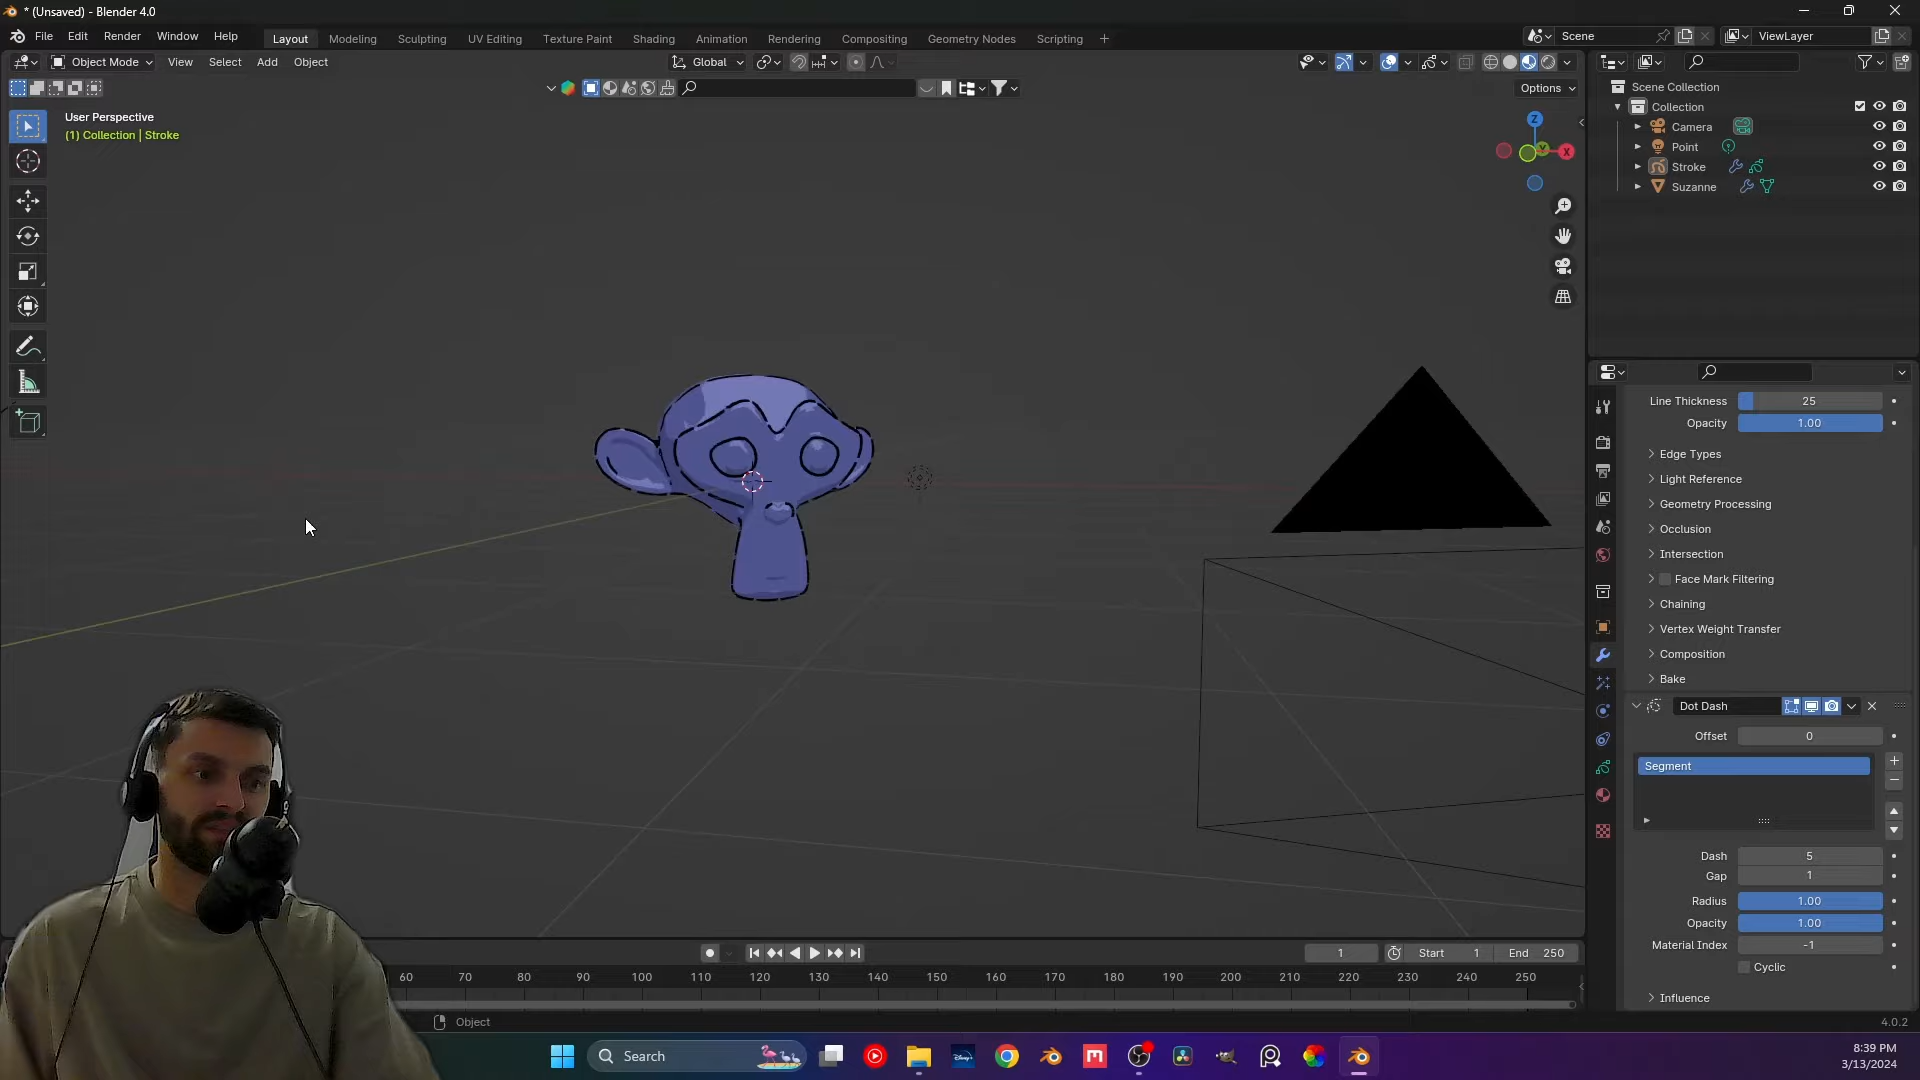 * (Unsaved) - Blender 4.0
File Edit Render Window Help Layout Modeling Sculpting UV Editing Texture Paint Shading Animation Rendering Compositing Geometry Nodes Scripting + Scene ViewLayer
Object Mode View Select Add Object Global
Options
User Perspective
(1) Collection | Stroke
Z
Y
X
Scene Collection
Collection
Camera
Point
Stroke
Suzanne
Line Thickness 25
Opacity 1.00
Edge Types
Light Reference
Geometry Processing
Occlusion
Intersection
Face Mark Filtering
Chaining
Vertex Weight Transfer
Composition
Bake
Dot Dash
Offset 0
Segment
Dash 5
Gap 1
Radius 1.00
Opacity 1.00
Material Index -1
Cyclic
Influence
1 Start 1 End 250
60 70 80 90 100 110 120 130 140 150 160 170 180 190 200 210 220 230 240 250
Object
4.0.2
Search
Disney+
8:39 PM
3/13/2024